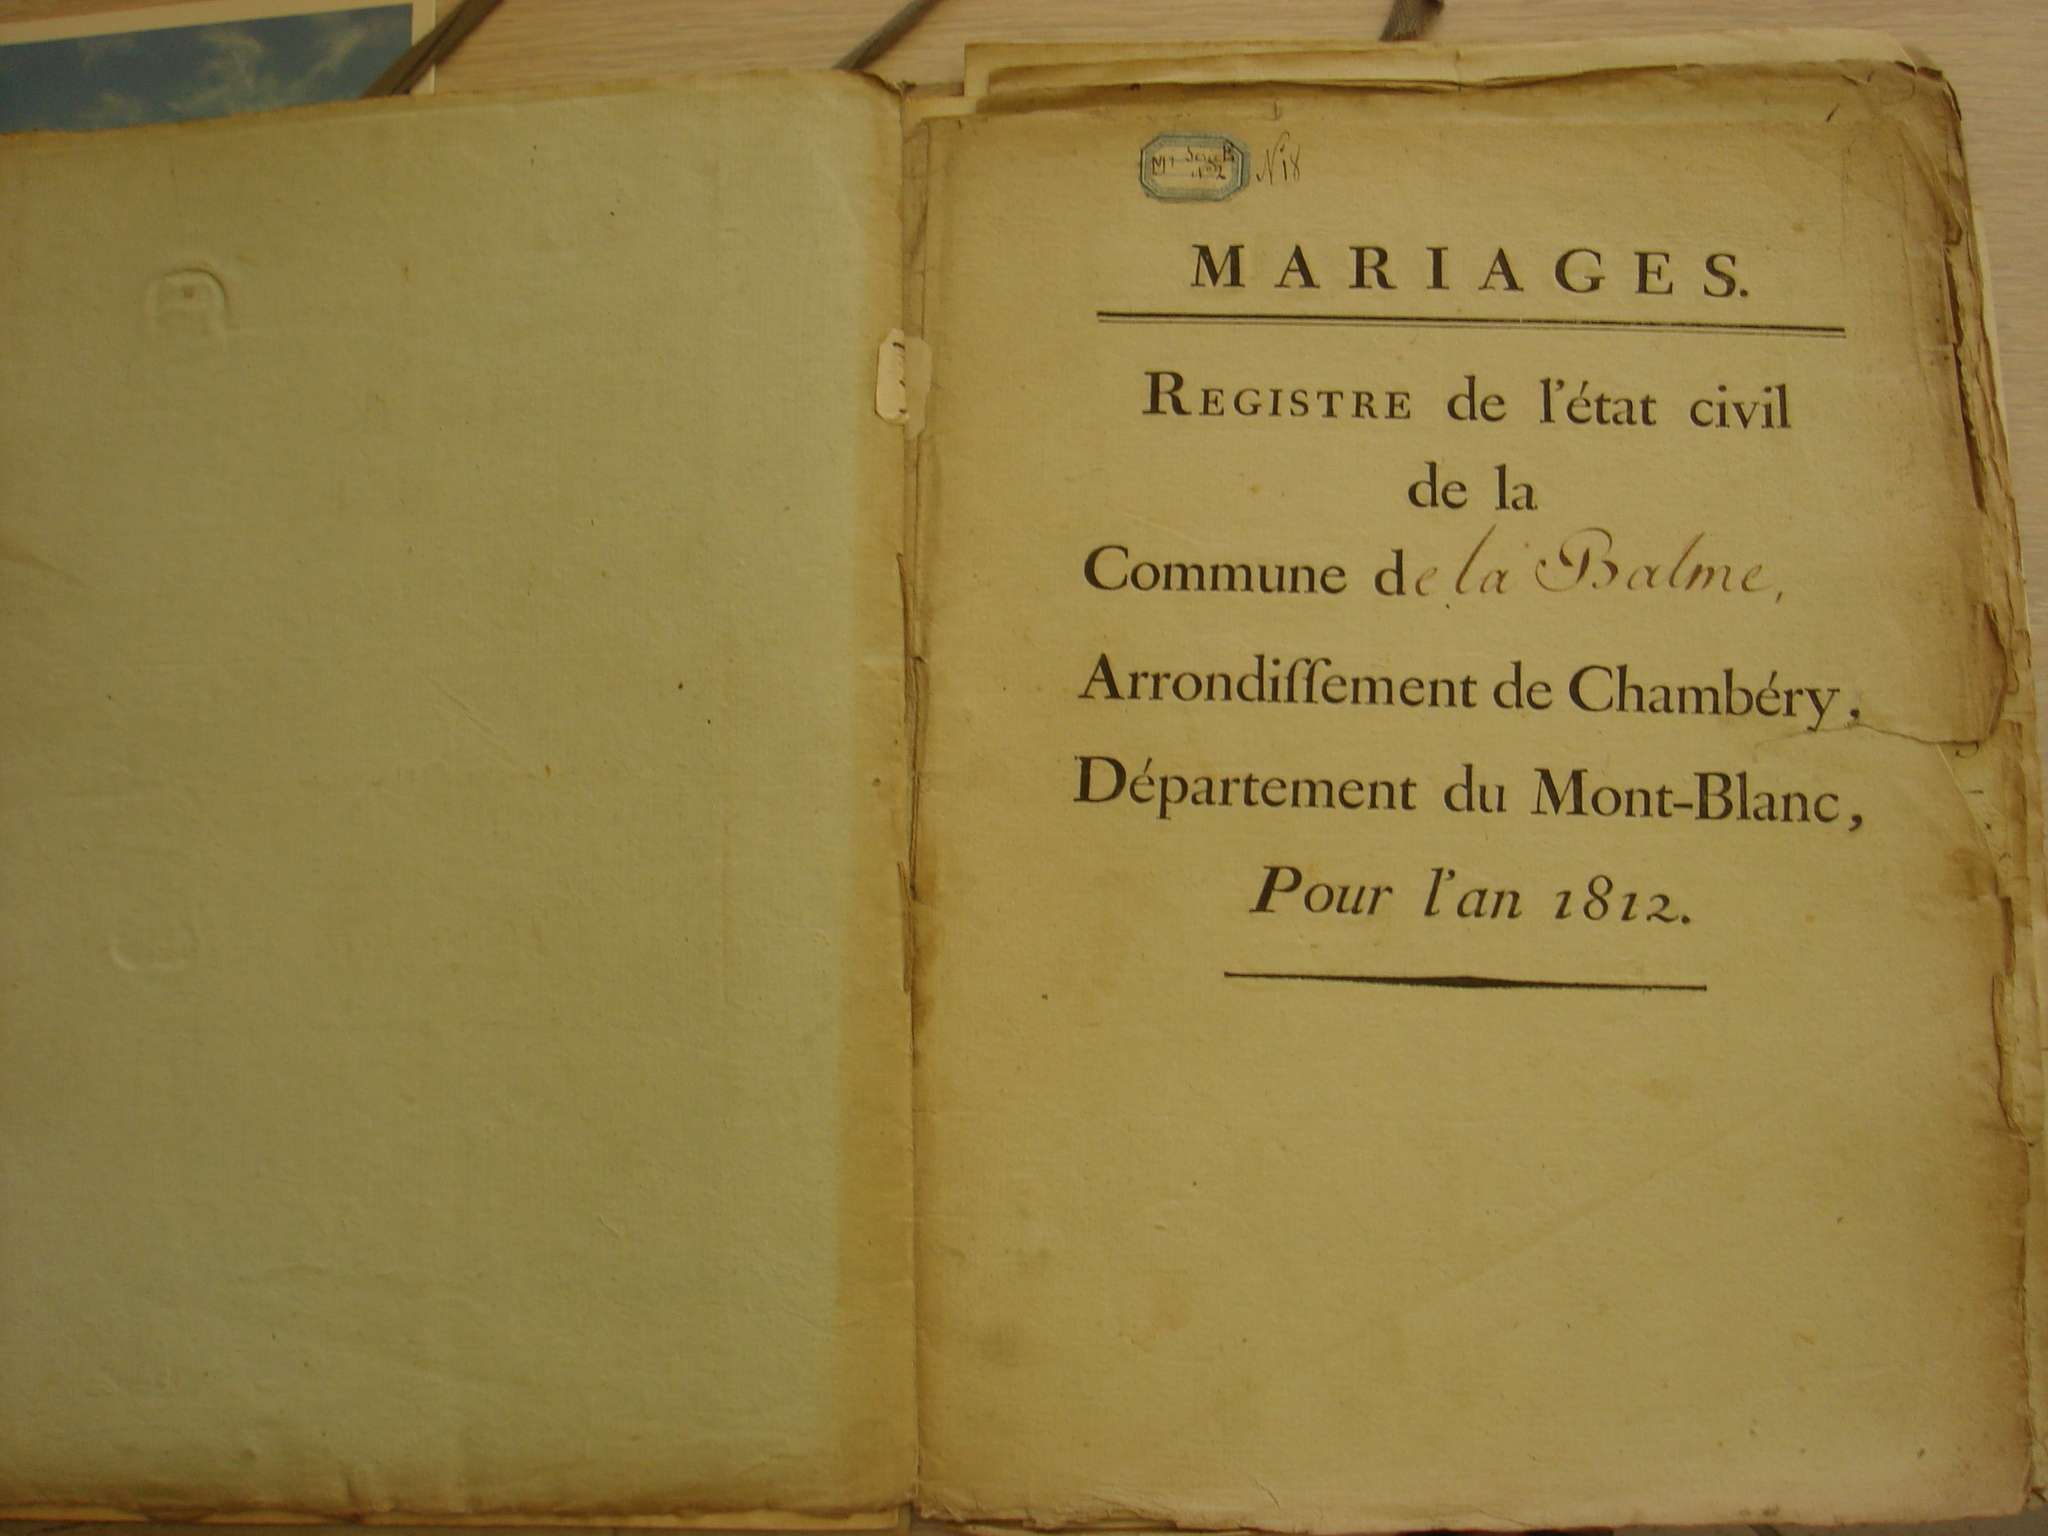 N 18
MARIAGES.
REGISTRE de l'état civil
de la
Commune de la Balme,
Arrondiſſement de Chambéry,
Département du Mont-Blanc,
Pour l'an 1812.